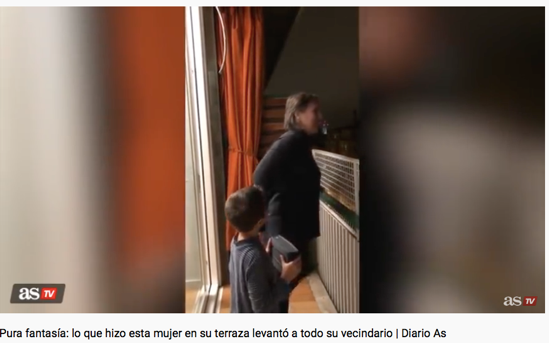 as TV
as TV
Pura fantasía: lo que hizo esta mujer en su terraza levantó a todo su vecindario | Diario As